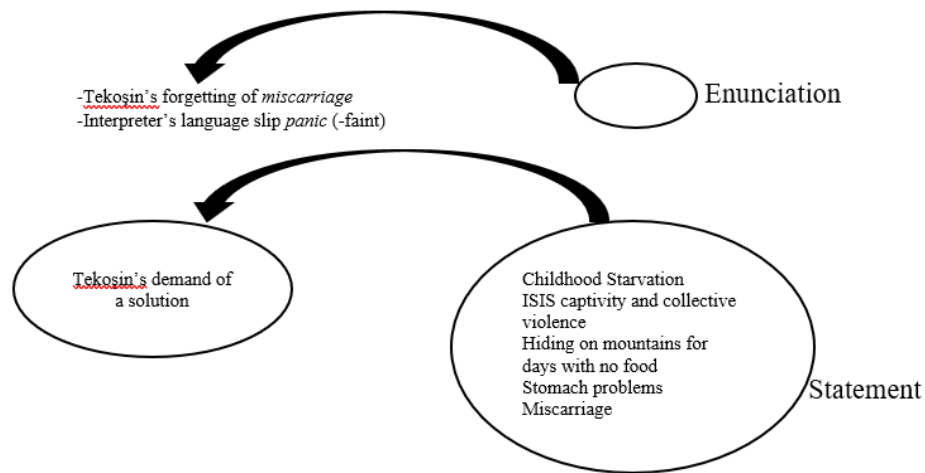 -Tekoşin’s forgetting of miscarriage
-Interpreter’s language slip panic (-faint)
Enunciation
Tekoşin’s demand of
a solution
Childhood Starvation
ISIS captivity and collective
violence
Hiding on mountains for
days with no food
Stomach problems
Miscarriage
Statement